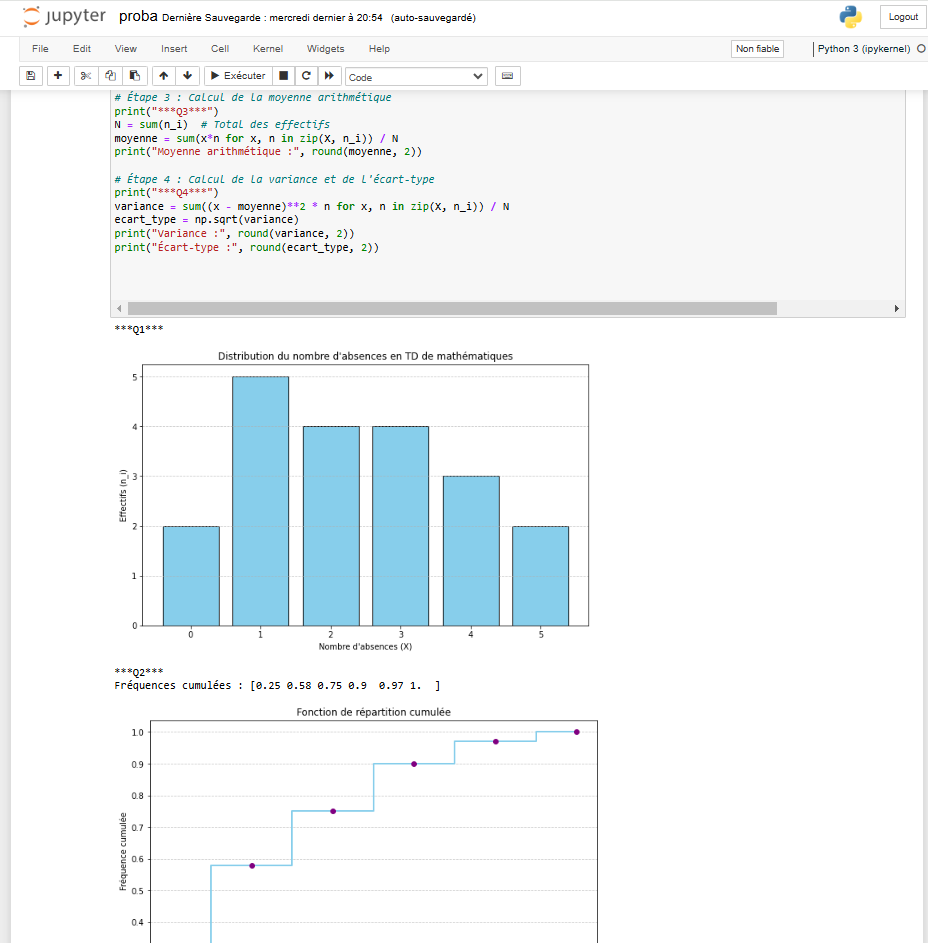 jupyter proba Dernière Sauvegarde : mercredi dernier à 20:54 (auto-sauvegardé) Logout
File Edit View Insert Cell Kernel Widgets Help Non fiable Python 3 (ipykernel)
Exécuter Code
# Étape 3 : Calcul de la moyenne arithmétique
print("***Q3***")
N = sum(n_i)  # Total des effectifs
moyenne = sum(x*n for x, n in zip(X, n_i)) / N
print("Moyenne arithmétique :", round(moyenne, 2))
# Étape 4 : Calcul de la variance et de l'écart-type
print("***Q4***")
variance = sum((x - moyenne)**2 * n for x, n in zip(X, n_i)) / N
ecart_type = np.sqrt(variance)
print("Variance :", round(variance, 2))
print("Écart-type :", round(ecart_type, 2))
***Q1***
Distribution du nombre d'absences en TD de mathématiques
5
4
3
2
1
0
Effectifs (n_i)
0 1 2 3 4 5
Nombre d'absences (X)
***Q2***
Fréquences cumulées : [0.25 0.58 0.75 0.9  0.97 1.  ]
Fonction de répartition cumulée
1.0
0.9
0.8
0.7
0.6
0.5
0.4
Fréquence cumulée